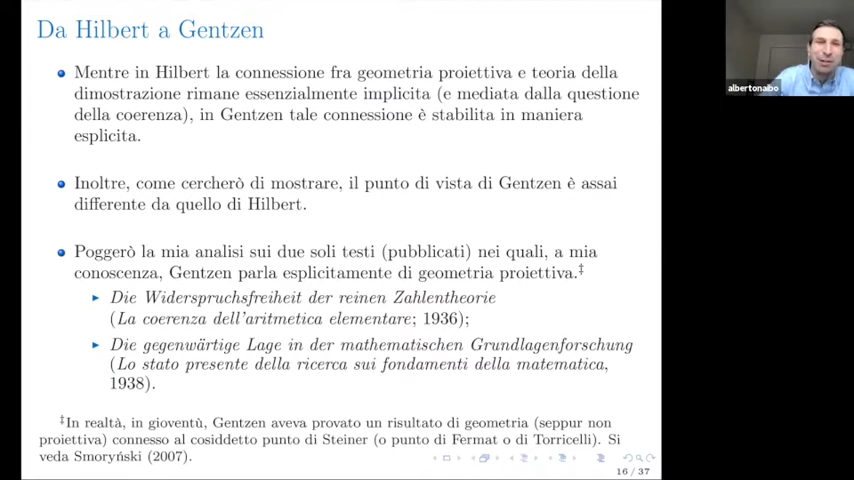 Da Hilbert a Gentzen
Mentre in Hilbert la connessione fra geometria proiettiva e teoria della
dimostrazione rimane essenzialmente implicita (e mediata dalla questione
della coerenza), in Gentzen tale connessione è stabilita in maniera
esplicita.
Inoltre, come cercherò di mostrare, il punto di vista di Gentzen è assai
differente da quello di Hilbert.
Poggerò la mia analisi sui due soli testi (pubblicati) nei quali, a mia
conoscenza, Gentzen parla esplicitamente di geometria proiettiva.‡
Die Widerspruchsfreiheit der reinen Zahlentheorie
(La coerenza dell'aritmetica elementare; 1936);
Die gegenwärtige Lage in der mathematischen Grundlagenforschung
(Lo stato presente della ricerca sui fondamenti della matematica,
1938).
‡In realtà, in gioventù, Gentzen aveva provato un risultato di geometria (seppur non
proiettiva) connesso al cosiddetto punto di Steiner (o punto di Fermat o di Torricelli). Si
veda Smoryński (2007).
16 / 37
albertonaibo